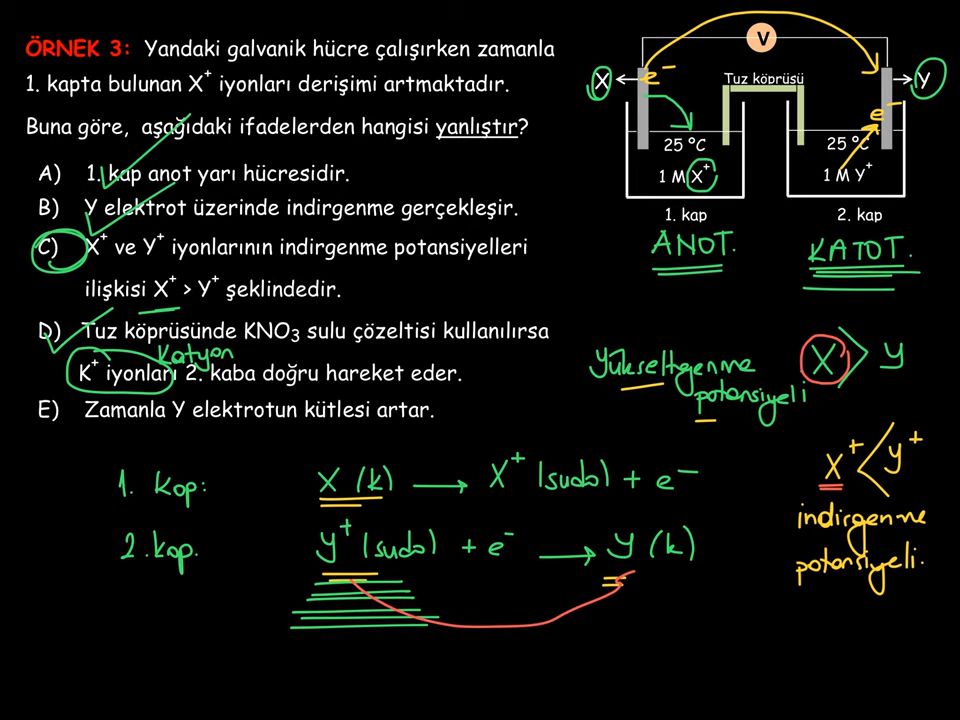 ÖRNEK 3: Yandaki galvanik hücre çalışırken zamanla
1. kapta bulunan X⁺ iyonları derişimi artmaktadır.
Buna göre, aşağıdaki ifadelerden hangisi yanlıştır?
A) 1. kap anot yarı hücresidir.
B) Y elektrot üzerinde indirgenme gerçekleşir.
C) X⁺ ve Y⁺ iyonlarının indirgenme potansiyelleri
ilişkisi X⁺ > Y⁺ şeklindedir.
D) Tuz köprüsünde KNO₃ sulu çözeltisi kullanılırsa
Katyon
K⁺ iyonları 2. kaba doğru hareket eder.
E) Zamanla Y elektrotun kütlesi artar.
V
X e⁻ Tuz köprüsü Y
e⁻
25 °C 25 °C
1 M X⁺ 1 M Y⁺
1. kap 2. kap
ANOT. KATOT.
Yükseltgenme X > Y
potansiyeli
X⁺ < Y⁺
indirgenme
potansiyeli.
1. Kap: X (k) → X⁺ (suda) + e⁻
2. kap. Y⁺ (suda) + e⁻ → Y (k)